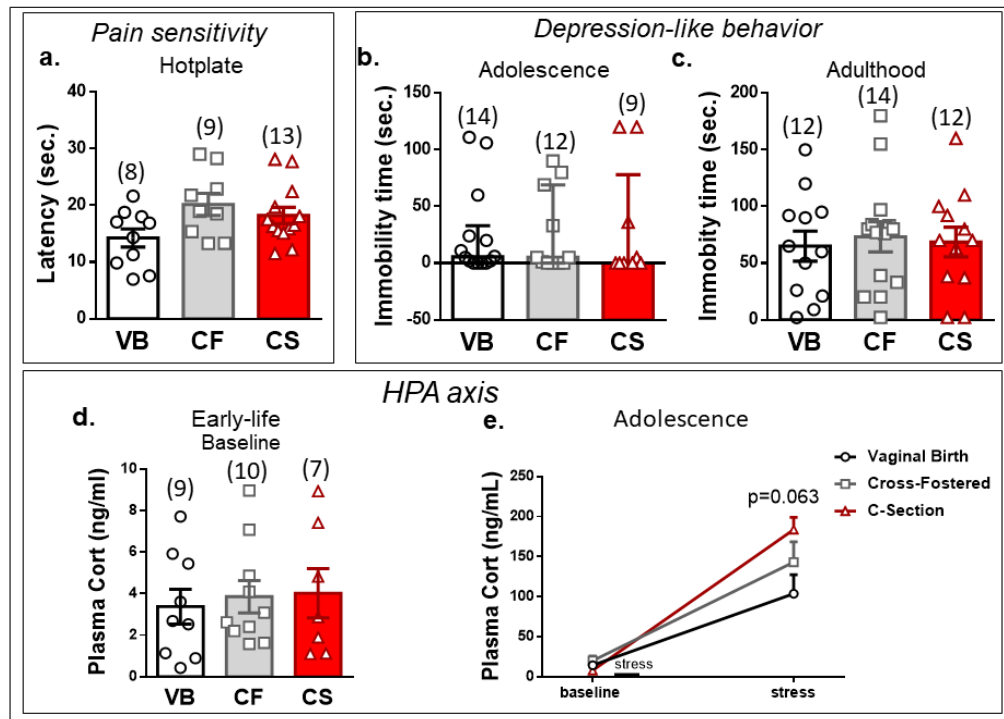 Pain sensitivity
a.
Hotplate
Latency (sec.)
40
30
20
10
0
(8)
(9)
(13)
VB
CF
CS
Depression-like behavior
b.
Adolescence
Immobility time (sec.)
150
100
50
0
-50
(14)
(12)
(9)
VB
CF
CS
c.
Adulthood
Immobity time (sec.)
200
150
100
50
0
(12)
(14)
(12)
VB
CF
CS
HPA axis
d.
Early-life
Baseline
Plasma Cort (ng/ml)
10
8
6
4
2
0
(9)
(10)
(7)
VB
CF
CS
e.
Adolescence
Plasma Cort (ng/mL)
250
200
150
100
50
0
p=0.063
stress
baseline
stress
Vaginal Birth
Cross-Fostered
C-Section